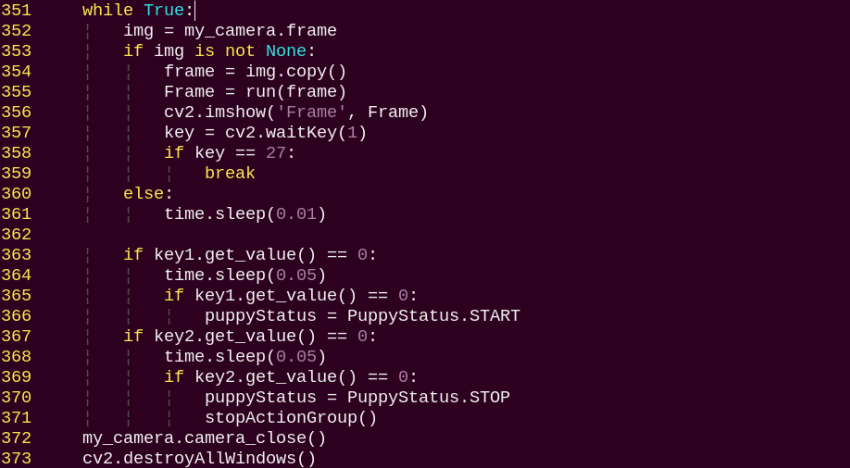 351     while True:
352         img = my_camera.frame
353         if img is not None:
354             frame = img.copy()
355             Frame = run(frame)
356             cv2.imshow('Frame', Frame)
357             key = cv2.waitKey(1)
358             if key == 27:
359                 break
360         else:
361             time.sleep(0.01)
362
363         if key1.get_value() == 0:
364             time.sleep(0.05)
365             if key1.get_value() == 0:
366                 puppyStatus = PuppyStatus.START
367         if key2.get_value() == 0:
368             time.sleep(0.05)
369             if key2.get_value() == 0:
370                 puppyStatus = PuppyStatus.STOP
371                 stopActionGroup()
372     my_camera.camera_close()
373     cv2.destroyAllWindows()